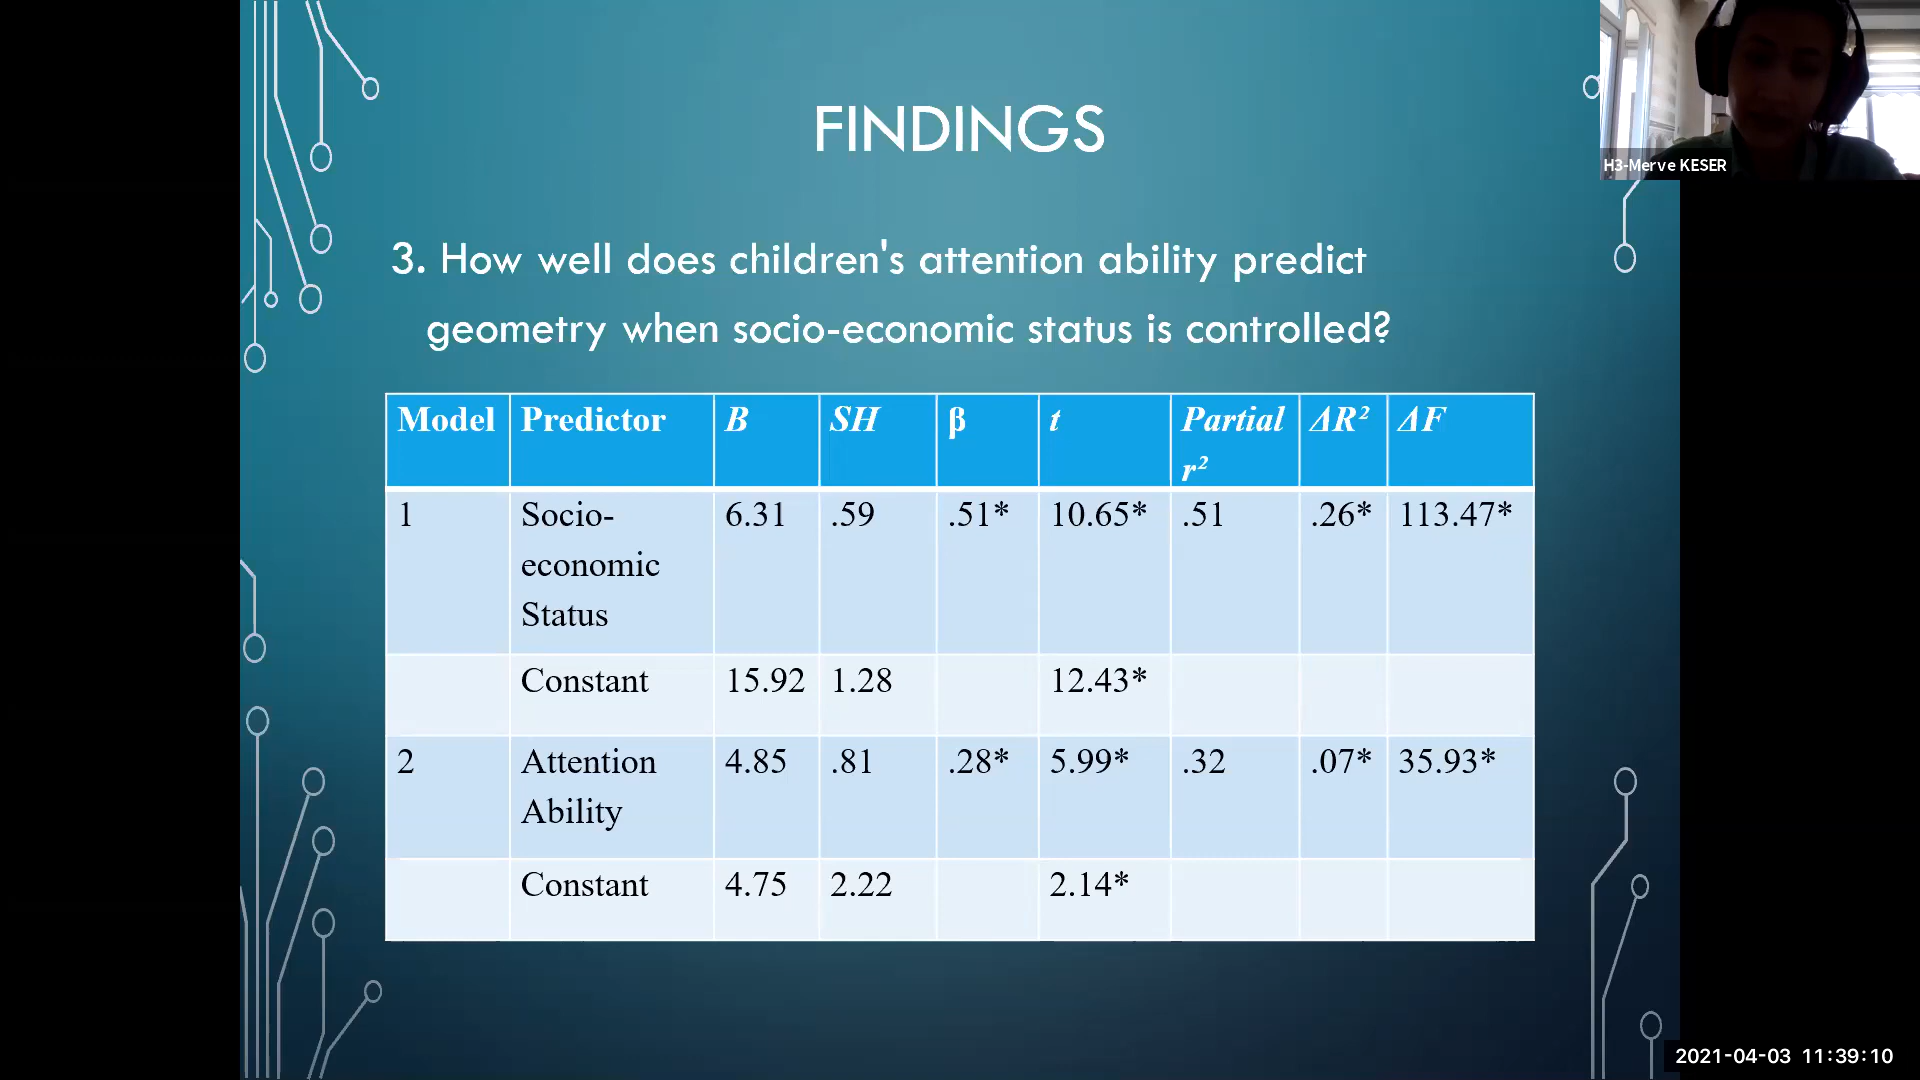 FINDINGS
H3-Merve KESER
3. How well does children's attention ability predict
geometry when socio-economic status is controlled?
Model Predictor B SH β t Partial r² ΔR² ΔF
1 Socio-economic Status 6.31 .59 .51* 10.65* .51 .26* 113.47*
Constant 15.92 1.28 12.43*
2 Attention Ability 4.85 .81 .28* 5.99* .32 .07* 35.93*
Constant 4.75 2.22 2.14*
2021-04-03 11:39:10